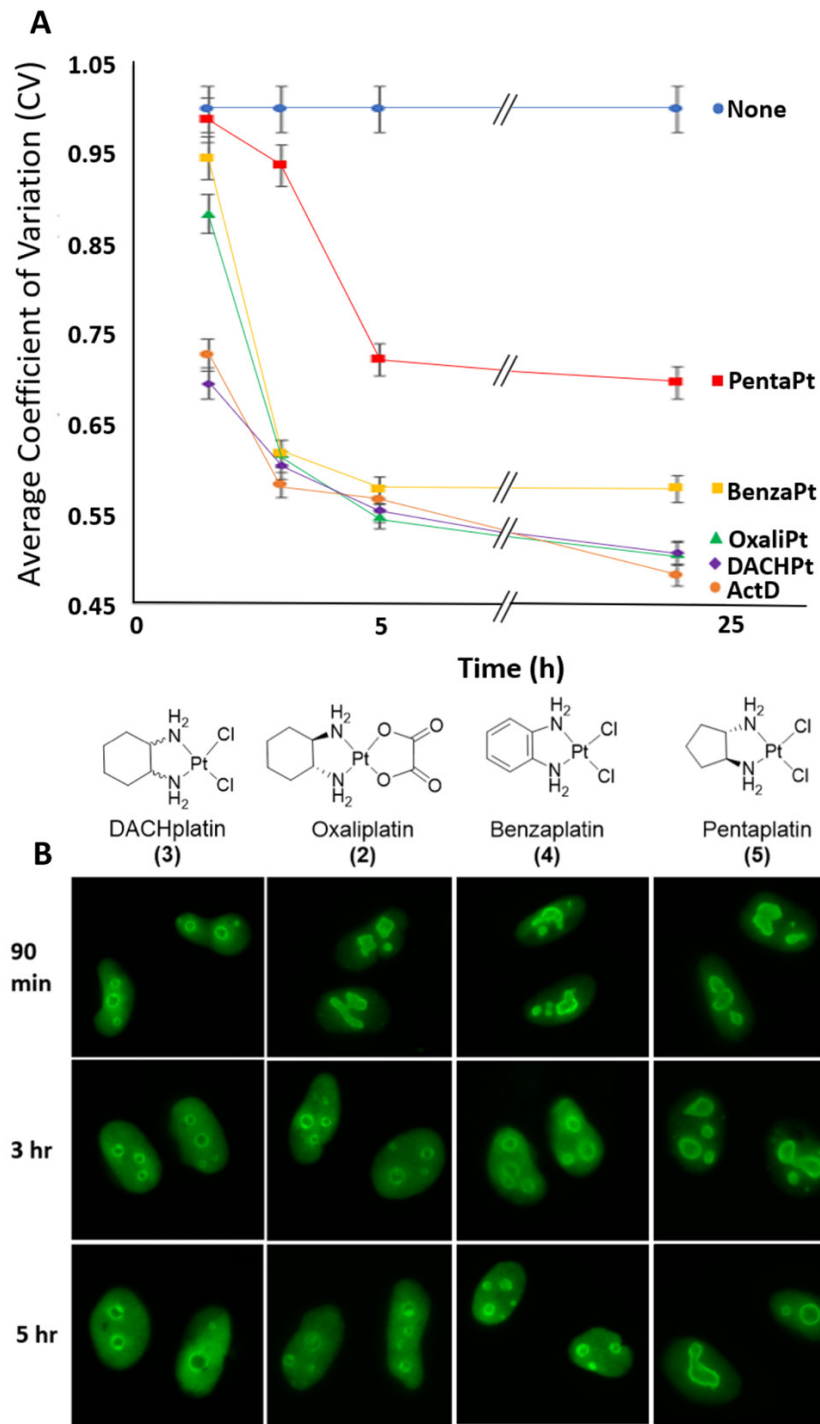 A
Average Coefficient of Variation (CV)
1.05
0.95
0.85
0.75
0.65
0.55
0.45
None
PentaPt
BenzaPt
OxaliPt
DACHPt
ActD
0
5
25
Time (h)
H2
N
Cl
Pt
N
Cl
H2
H2
N
O
O
Pt
N
O
O
H2
H2
N
Cl
Pt
N
Cl
H2
H2
N
Cl
Pt
N
Cl
H2
DACHplatin
(3)
Oxaliplatin
(2)
Benzaplatin
(4)
Pentaplatin
(5)
B
90
min
3 hr
5 hr